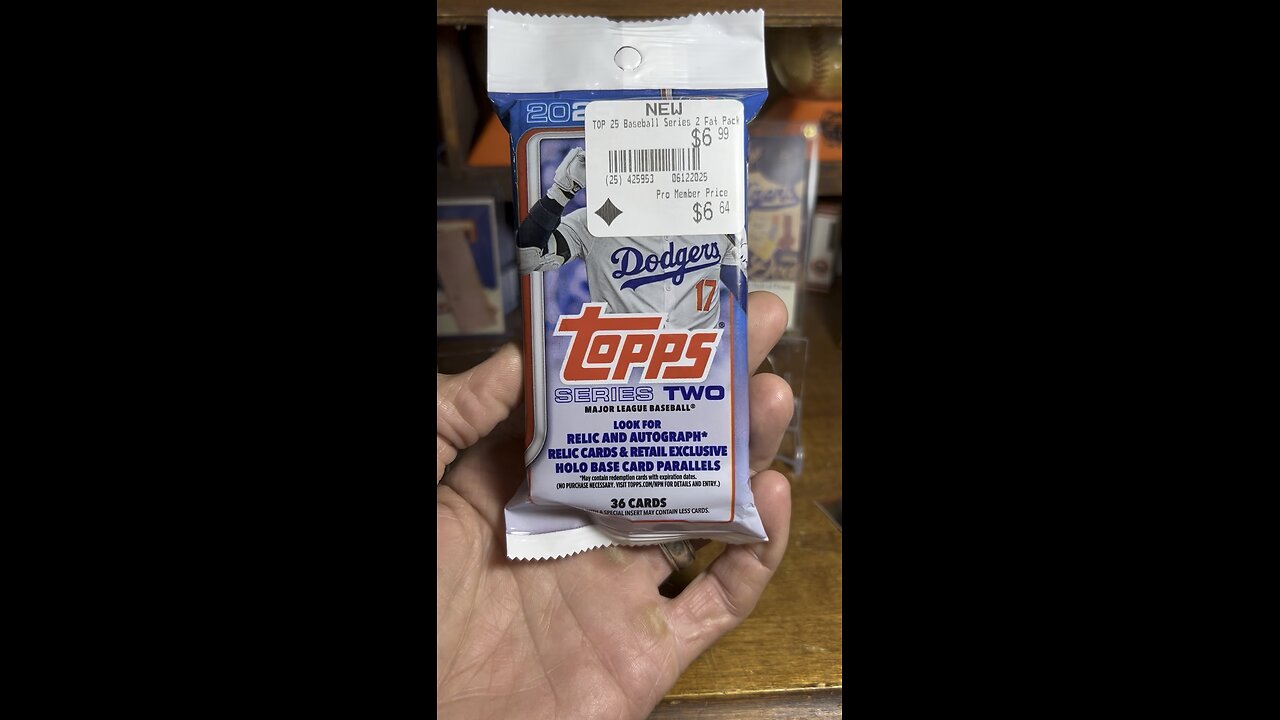 202
NEW
TOP 25 Baseball Series 2 Fat Pack
$6 99
(25) 425953 06122025
Pro Member Price
$6 64
Dodgers
17
TOPPS®
SERIES TWO
MAJOR LEAGUE BASEBALL®
LOOK FOR
RELIC AND AUTOGRAPH*
RELIC CARDS & RETAIL EXCLUSIVE
HOLO BASE CARD PARALLELS
*May contain redemption cards with expiration dates.
(NO PURCHASE NECESSARY. VISIT TOPPS.COM/NPN FOR DETAILS AND ENTRY.)
36 CARDS
A SPECIAL INSERT MAY CONTAIN LESS CARDS.